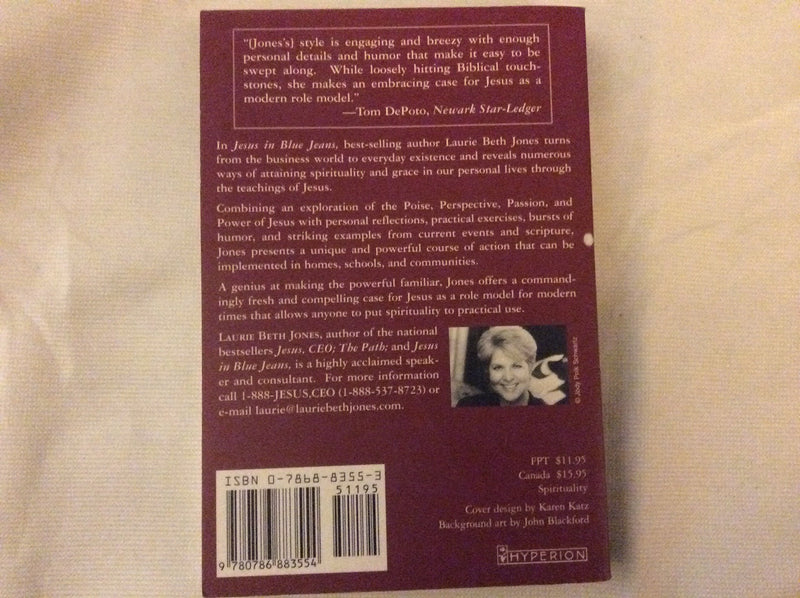 "[Jones's] style is engaging and breezy with enough
personal details and humor that make it easy to be
swept along. While loosely hitting Biblical touch-
stones, she makes an embracing case for Jesus as a
modern role model."
—Tom DePoto, Newark Star-Ledger
In Jesus in Blue Jeans, best-selling author Laurie Beth Jones turns
from the business world to everyday existence and reveals numerous
ways of attaining spirituality and grace in our personal lives through
the teachings of Jesus.
Combining an exploration of the Poise, Perspective, Passion, and
Power of Jesus with personal reflections, practical exercises, bursts of
humor, and striking examples from current events and scripture,
Jones presents a unique and powerful course of action that can be
implemented in homes, schools, and communities.
A genius at making the powerful familiar, Jones offers a command-
ingly fresh and compelling case for Jesus as a role model for modern
times that allows anyone to put spirituality to practical use.
LAURIE BETH JONES, author of the national
bestsellers Jesus, CEO; The Path; and Jesus
in Blue Jeans, is a highly acclaimed speak-
er and consultant. For more information
call 1-888-JESUS,CEO (1-888-537-8723) or
e-mail laurie@lauriebethjones.com.
© Jody Polk Schwartz
ISBN 0-7868-8355-3
51195
9 780786 883554
FPT $11.95
Canada $15.95
Spirituality
Cover design by Karen Katz
Background art by John Blackford
HYPERION